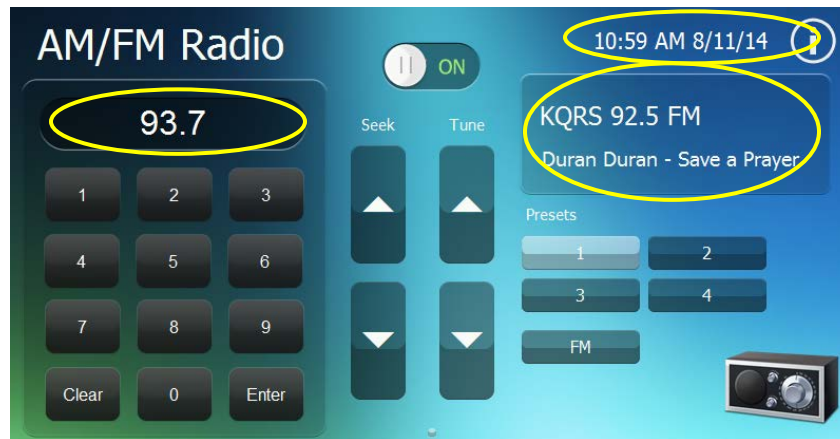 AM/FM Radio
ON
10:59 AM 8/11/14
i
93.7
Seek
Tune
KQRS 92.5 FM
Duran Duran - Save a Prayer
1
2
3
4
5
6
7
8
9
Clear
0
Enter
Presets
1
2
3
4
FM